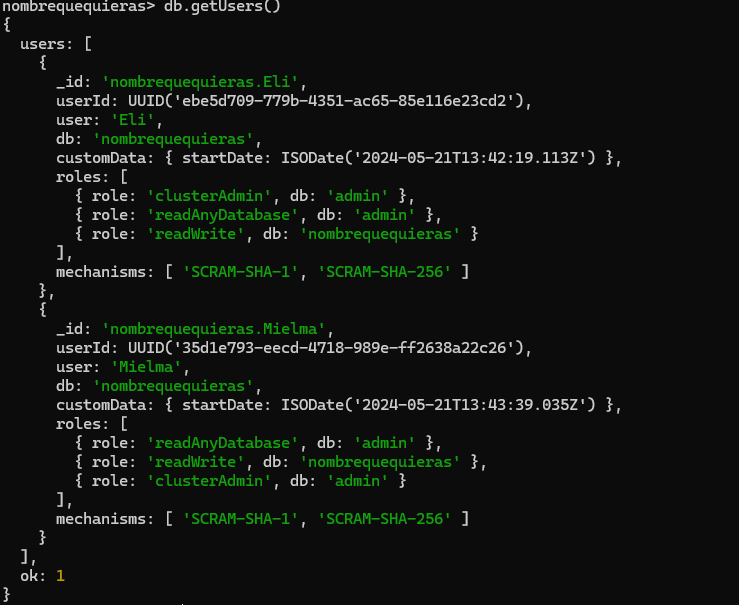 nombrequequieras> db.getUsers()
{
  users: [
    {
      _id: 'nombrequequieras.Eli',
      userId: UUID('ebe5d709-779b-4351-ac65-85e116e23cd2'),
      user: 'Eli',
      db: 'nombrequequieras',
      customData: { startDate: ISODate('2024-05-21T13:42:19.113Z') },
      roles: [
        { role: 'clusterAdmin', db: 'admin' },
        { role: 'readAnyDatabase', db: 'admin' },
        { role: 'readWrite', db: 'nombrequequieras' }
      ],
      mechanisms: [ 'SCRAM-SHA-1', 'SCRAM-SHA-256' ]
    },
    {
      _id: 'nombrequequieras.Mielma',
      userId: UUID('35d1e793-eecd-4718-989e-ff2638a22c26'),
      user: 'Mielma',
      db: 'nombrequequieras',
      customData: { startDate: ISODate('2024-05-21T13:43:39.035Z') },
      roles: [
        { role: 'readAnyDatabase', db: 'admin' },
        { role: 'readWrite', db: 'nombrequequieras' },
        { role: 'clusterAdmin', db: 'admin' }
      ],
      mechanisms: [ 'SCRAM-SHA-1', 'SCRAM-SHA-256' ]
    }
  ],
  ok: 1
}